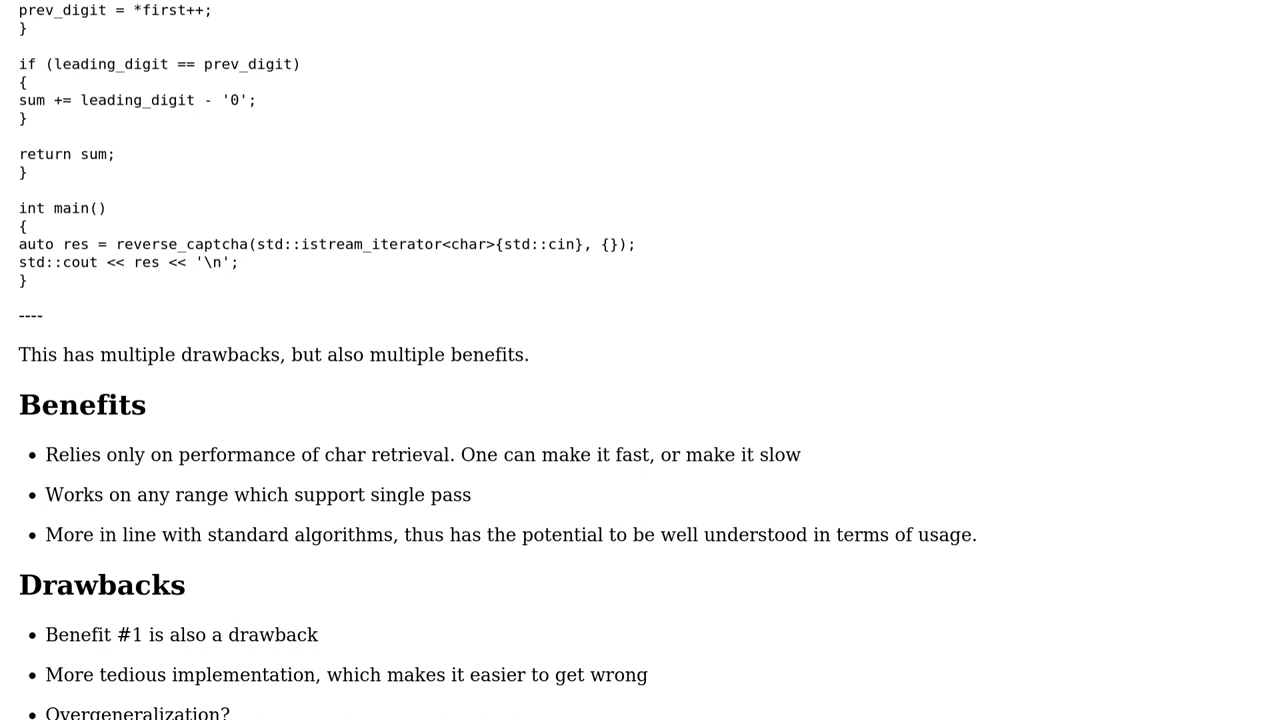 prev_digit = *first++;
}
if (leading_digit == prev_digit)
{
sum += leading_digit - '0';
}
return sum;
}
int main()
{
auto res = reverse_captcha(std::istream_iterator<char>{std::cin}, {});
std::cout << res << '\n';
}
----
This has multiple drawbacks, but also multiple benefits.
Benefits
• Relies only on performance of char retrieval. One can make it fast, or make it slow
• Works on any range which support single pass
• More in line with standard algorithms, thus has the potential to be well understood in terms of usage.
Drawbacks
• Benefit #1 is also a drawback
• More tedious implementation, which makes it easier to get wrong
• Overgeneralization?